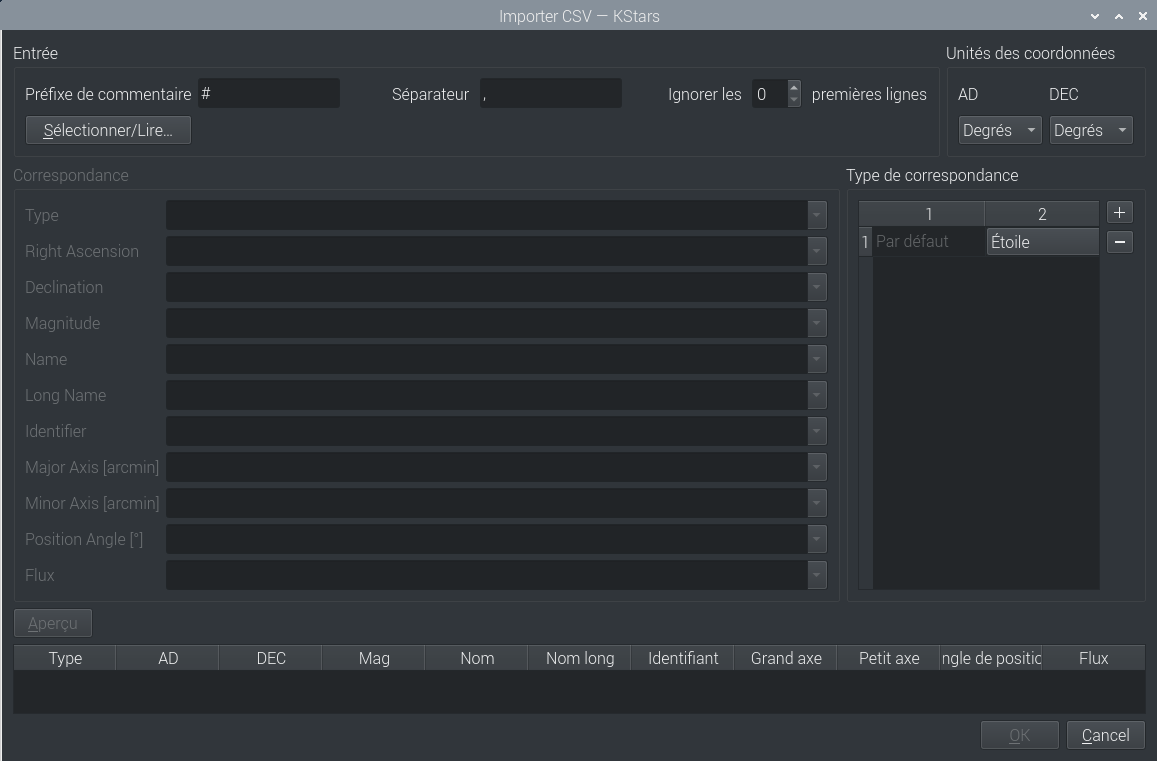 Importer CSV — KStars
Entrée
Unités des coordonnées
Préfixe de commentaire #
Séparateur ,
Ignorer les 0 premières lignes
AD DEC
Sélectionner/Lire...
Degrés Degrés
Correspondance
Type de correspondance
Type
Right Ascension
Declination
Magnitude
Name
Long Name
Identifier
Major Axis [arcmin]
Minor Axis [arcmin]
Position Angle [°]
Flux
1 2 +
1 Par défaut Étoile −
Aperçu
Type AD DEC Mag Nom Nom long Identifiant Grand axe Petit axe ngle de positio Flux
OK Cancel